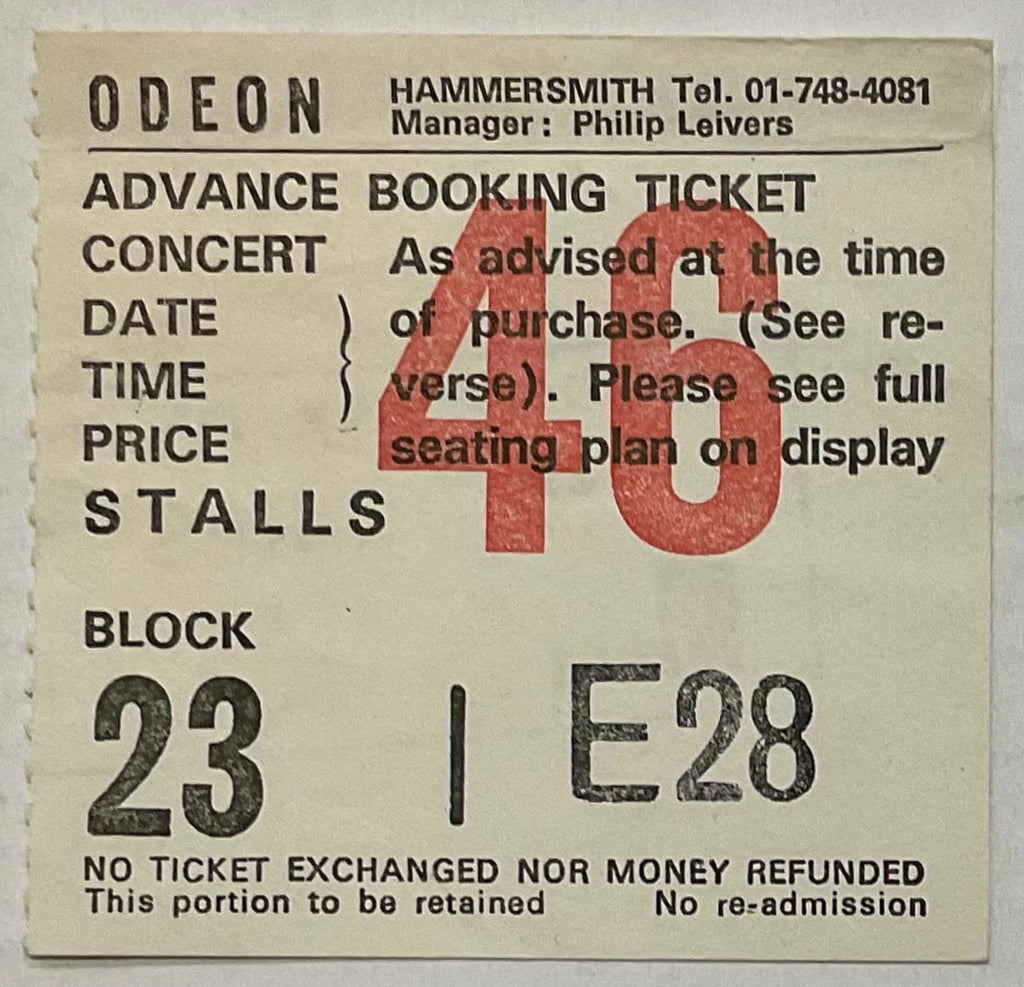 ODEON HAMMERSMITH Tel. 01-748-4081
Manager: Philip Leivers
ADVANCE BOOKING TICKET
46
CONCERT As advised at the time
DATE of purchase. (See re-
TIME verse). Please see full
PRICE seating plan on display
STALLS
BLOCK
23 | E28
NO TICKET EXCHANGED NOR MONEY REFUNDED
This portion to be retained No re-admission